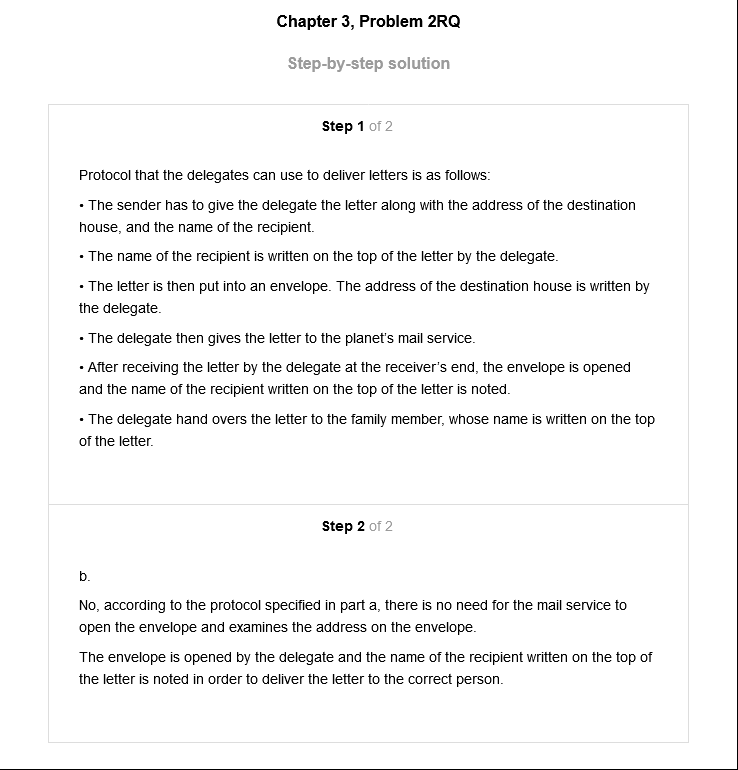 Chapter 3, Problem 2RQ
Step-by-step solution
Step 1 of 2
Protocol that the delegates can use to deliver letters is as follows:
• The sender has to give the delegate the letter along with the address of the destination
house, and the name of the recipient.
• The name of the recipient is written on the top of the letter by the delegate.
• The letter is then put into an envelope. The address of the destination house is written by
the delegate.
• The delegate then gives the letter to the planet’s mail service.
• After receiving the letter by the delegate at the receiver’s end, the envelope is opened
and the name of the recipient written on the top of the letter is noted.
• The delegate hand overs the letter to the family member, whose name is written on the top
of the letter.
Step 2 of 2
b.
No, according to the protocol specified in part a, there is no need for the mail service to
open the envelope and examines the address on the envelope.
The envelope is opened by the delegate and the name of the recipient written on the top of
the letter is noted in order to deliver the letter to the correct person.